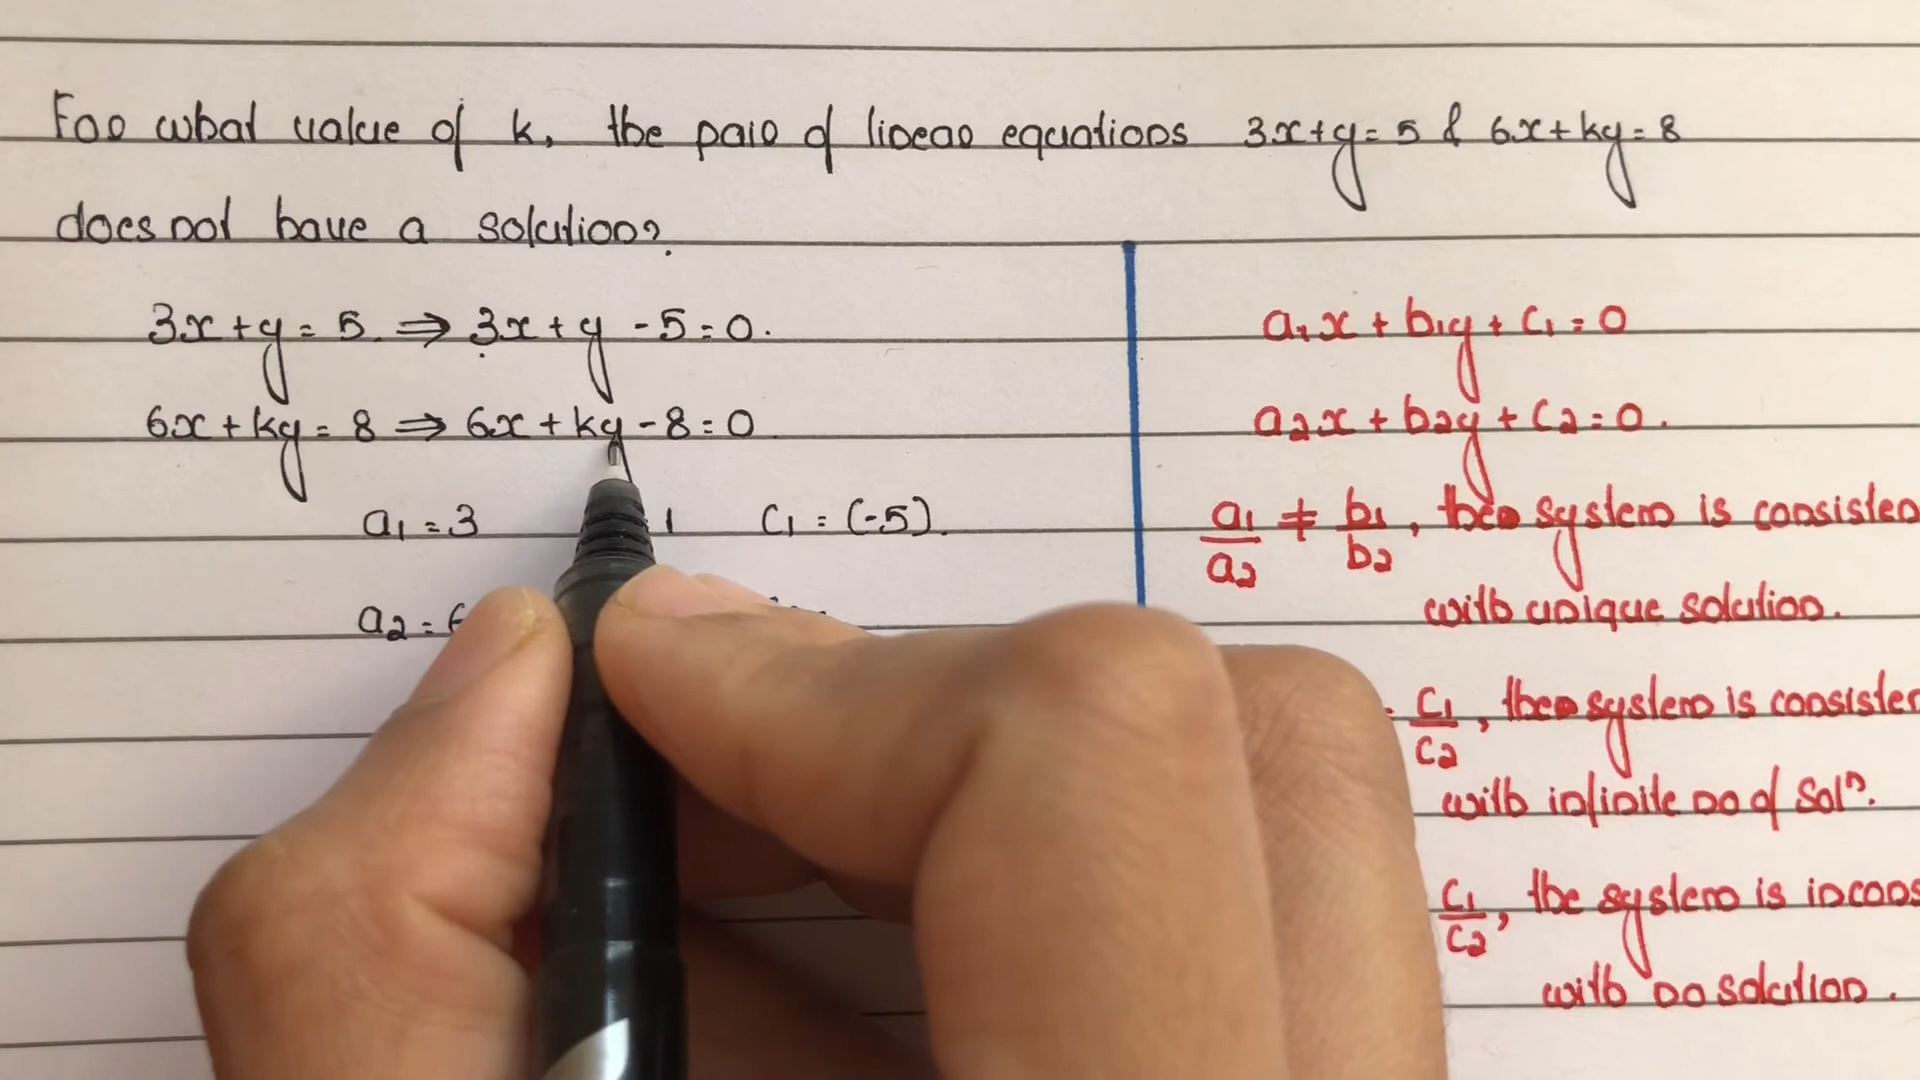 For what value of k, the pair of linear equations 3x+y=5 & 6x+ky=8
does not have a solution?
3x+y=5. ⇒ 3x+y-5=0.
6x+ky=8 ⇒ 6x+ky-8=0
a₁=3 1 c₁=(-5).
a₂=
a₁x+b₁y+c₁=0
a₂x+b₂y+c₂=0.
a₁/a₂ ≠ b₁/b₂, then system is consisten
with unique solution.
c₁/c₂, then system is consister
with infinite no of Solⁿ.
c₁/c₂, the system is incons
with no solution.